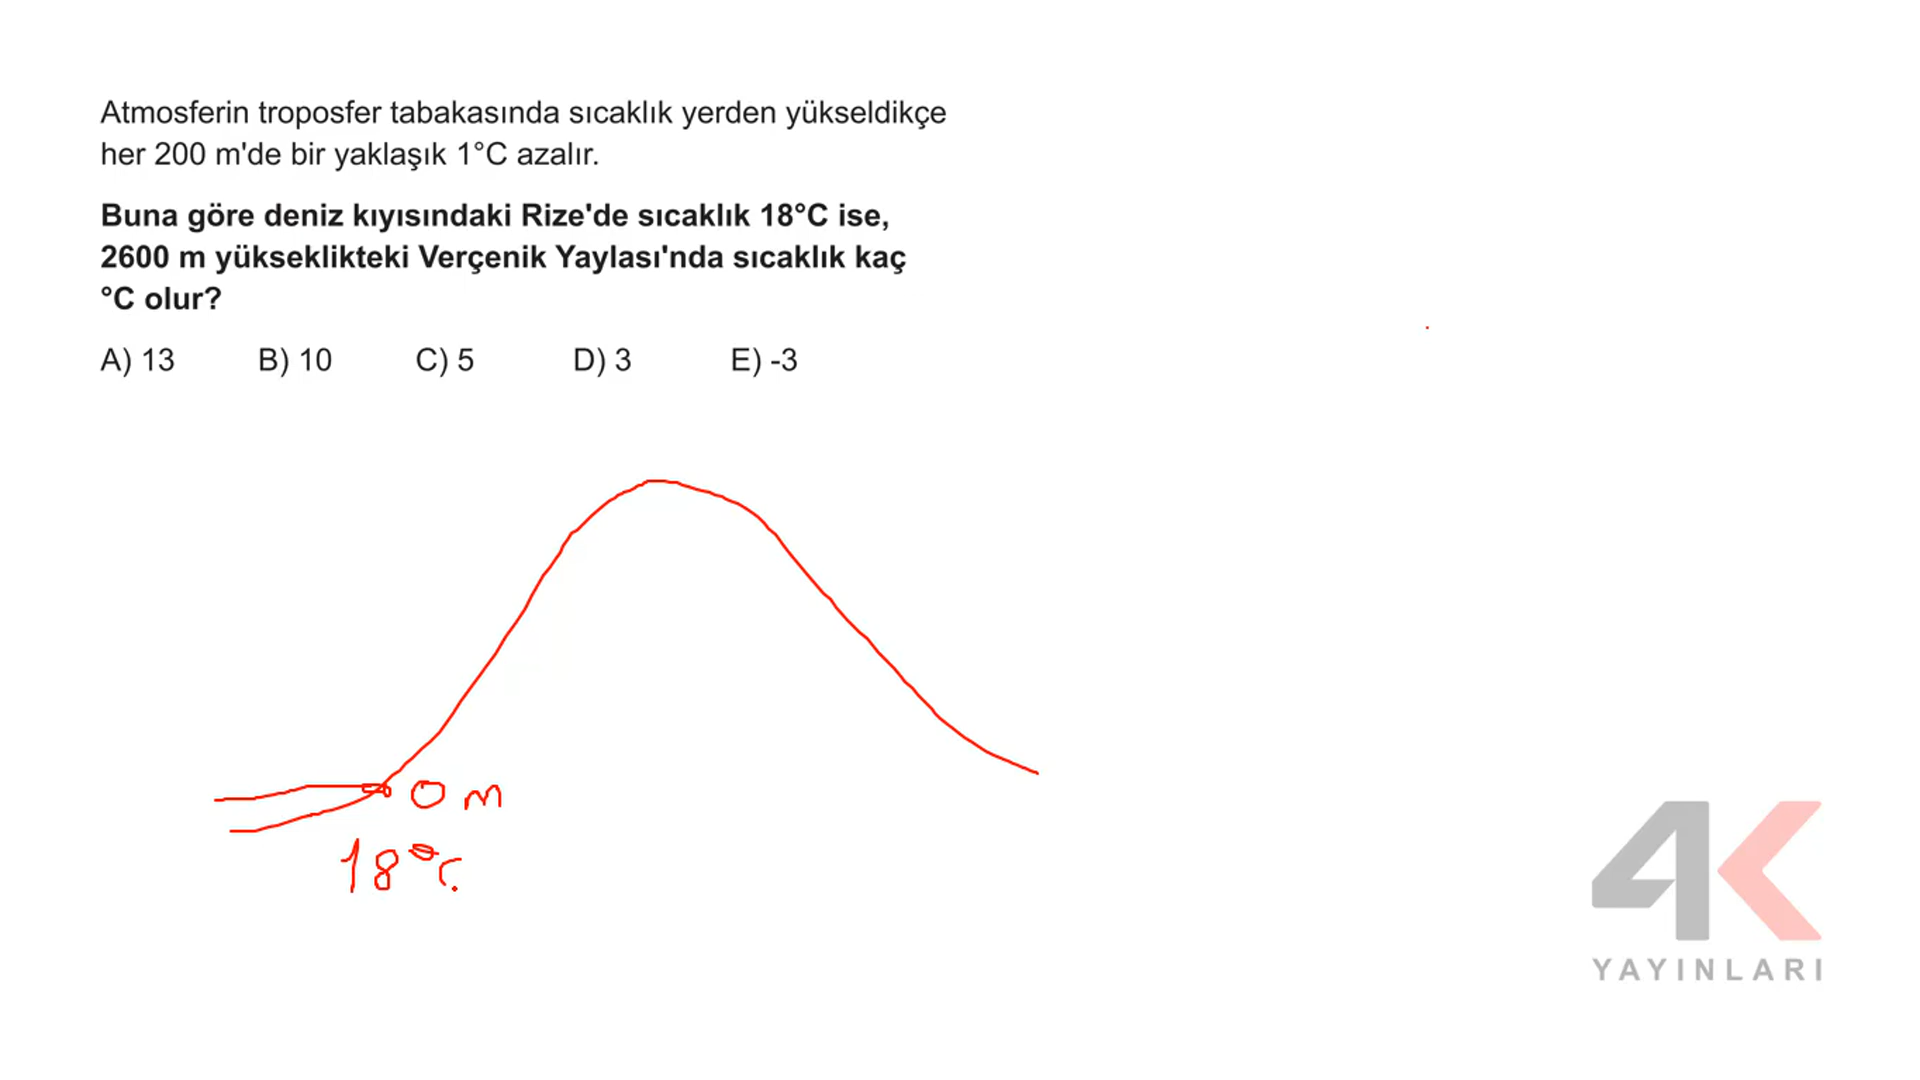 Atmosferin troposfer tabakasında sıcaklık yerden yükseldikçe
her 200 m'de bir yaklaşık 1°C azalır.
Buna göre deniz kıyısındaki Rize'de sıcaklık 18°C ise,
2600 m yükseklikteki Verçenik Yaylası'nda sıcaklık kaç
°C olur?
A) 13 B) 10 C) 5 D) 3 E) -3
0 m
18°C
4K
YAYINLARI